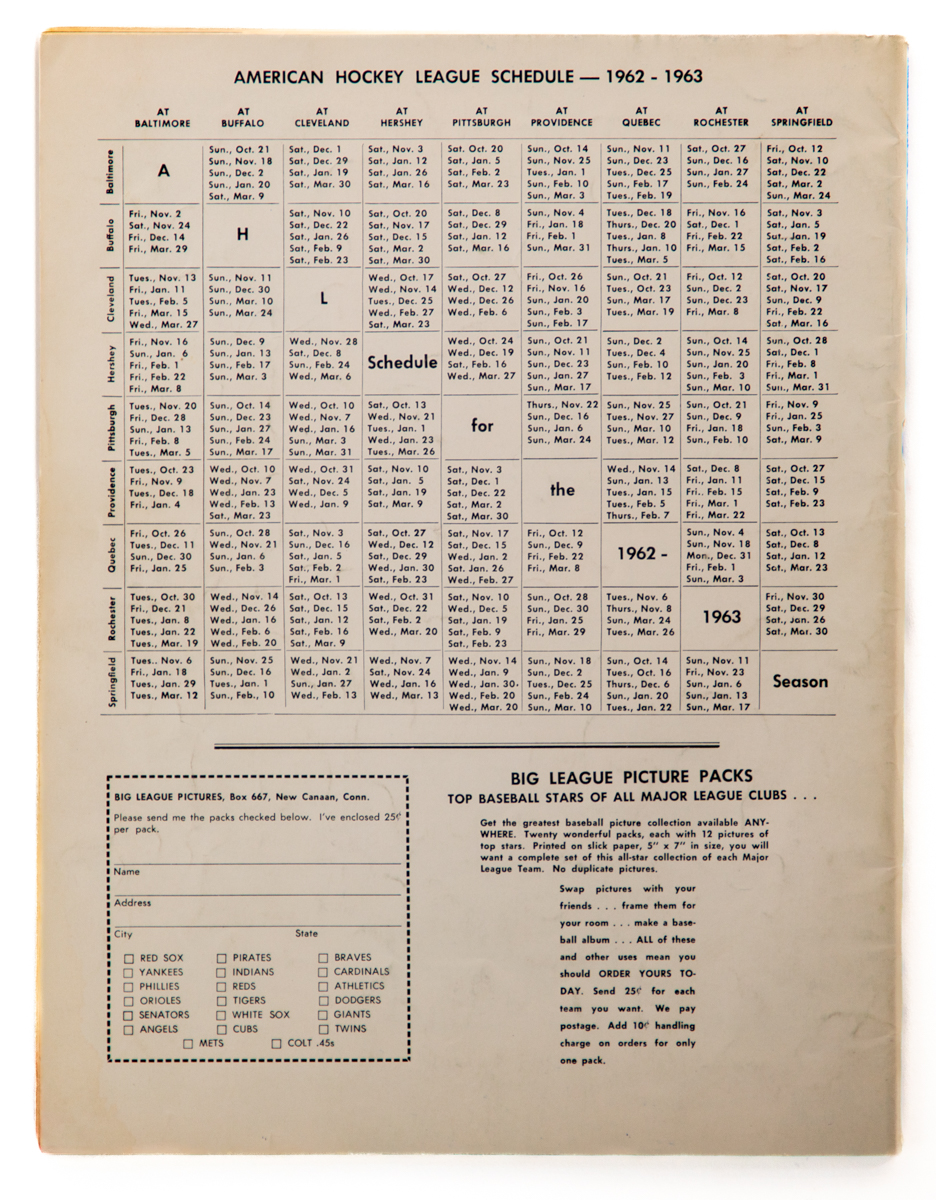 AMERICAN HOCKEY LEAGUE SCHEDULE — 1962 - 1963
AT AT AT AT AT AT AT AT AT
BALTIMORE BUFFALO CLEVELAND HERSHEY PITTSBURGH PROVIDENCE QUEBEC ROCHESTER SPRINGFIELD
Baltimore
A
Sun., Oct. 21
Sun., Nov. 18
Sun., Dec. 2
Sun., Jan. 20
Sat., Mar. 9
Sat., Dec. 1
Sat., Dec. 29
Sat., Jan. 19
Sat., Mar. 30
Sat., Nov. 3
Sat., Jan. 12
Sat., Jan. 26
Sat., Mar. 16
Sat. Oct. 20
Sat., Jan. 5
Sat., Feb. 2
Sat., Mar. 23
Sun., Oct. 14
Sun., Nov. 25
Tues., Jan. 1
Sun., Feb. 10
Sun., Mar. 3
Sun., Nov. 11
Sun., Dec. 23
Tues., Dec. 25
Sun., Feb. 17
Tues., Feb. 19
Sat., Oct. 27
Sun., Dec. 16
Sun., Jan. 27
Sun., Feb. 24
Fri., Oct. 12
Sat., Nov. 10
Sat., Dec. 22
Sat., Mar. 2
Sun., Mar. 24
Buffalo
Fri., Nov. 2
Sat., Nov. 24
Fri., Dec. 14
Fri., Mar. 29
H
Sat., Nov. 10
Sat., Dec. 22
Sat., Jan. 26
Sat., Feb. 9
Sat., Feb. 23
Sat., Oct. 20
Sat., Nov. 17
Sat., Dec. 15
Sat., Mar. 2
Sat., Mar. 30
Sat., Dec. 8
Sat., Dec. 29
Sat., Jan. 12
Sat., Mar. 16
Sun., Nov. 4
Fri., Jan. 18
Fri., Feb. 1
Sun., Mar. 31
Tues., Dec. 18
Thurs., Dec. 20
Tues., Jan. 8
Thurs., Jan. 10
Tues., Mar. 5
Fri., Nov. 16
Sat., Dec. 1
Fri., Feb. 22
Fri., Mar. 15
Sat., Nov. 3
Sat., Jan. 5
Sat., Jan. 19
Sat., Feb. 2
Sat., Feb. 16
Cleveland
Tues., Nov. 13
Fri., Jan. 11
Tues., Feb. 5
Fri., Mar. 15
Wed., Mar. 27
Sun., Nov. 11
Sun., Dec. 30
Sun., Mar. 10
Sun., Mar. 24
L
Wed., Oct. 17
Wed., Nov. 14
Tues., Dec. 25
Wed., Feb. 27
Sat., Mar. 23
Sat., Oct. 27
Wed., Dec. 12
Wed., Dec. 26
Wed., Feb. 6
Fri., Oct. 26
Fri., Nov. 16
Sun., Jan. 20
Sun., Feb. 3
Sun., Feb. 17
Sun., Oct. 21
Tues., Oct. 23
Sun., Mar. 17
Tues., Mar. 19
Fri., Oct. 12
Sun., Dec. 2
Sun., Dec. 23
Fri., Mar. 8
Sat., Oct. 20
Sat., Nov. 17
Sun., Dec. 9
Fri., Feb. 22
Sat., Mar. 16
Hershey
Fri., Nov. 16
Sun., Jan. 6
Fri., Feb. 1
Fri., Feb. 22
Fri., Mar. 8
Sun., Dec. 9
Sun., Jan. 13
Sun., Feb. 17
Sun., Mar. 3
Wed., Nov. 28
Sat., Dec. 8
Sun., Feb. 24
Wed., Mar. 6
Schedule
Wed., Oct. 24
Wed., Dec. 19
Sat., Feb. 16
Wed., Mar. 27
Sun., Oct. 21
Sun., Nov. 11
Sun., Dec. 23
Sun., Jan. 27
Sun., Mar. 17
Sun., Dec. 2
Tues., Dec. 4
Sun., Feb. 10
Tues., Feb. 12
Sun., Oct. 14
Sun., Nov. 25
Sun., Jan. 20
Sun., Feb. 3
Sun., Mar. 10
Sun., Oct. 28
Sat., Dec. 1
Fri., Feb. 8
Fri., Mar. 1
Sun., Mar. 31
Pittsburgh
Tues., Nov. 20
Fri., Dec. 28
Sun., Jan. 13
Fri., Feb. 8
Tues., Mar. 5
Sun., Oct. 14
Sun., Dec. 23
Sun., Jan. 27
Sun., Feb. 24
Sun., Mar. 17
Wed., Oct. 10
Wed., Nov. 7
Wed., Jan. 16
Sun., Mar. 3
Sun., Mar. 31
Sat., Oct. 13
Wed., Nov. 21
Tues., Jan. 1
Wed., Jan. 23
Tues., Mar. 26
for
Thurs., Nov. 22
Sun., Dec. 16
Sun., Jan. 6
Sun., Mar. 24
Sun., Nov. 25
Tues., Nov. 27
Sun., Mar. 10
Tues., Mar. 12
Sun., Oct. 21
Sun., Dec. 9
Fri., Jan. 18
Sun., Feb. 10
Fri., Nov. 9
Fri., Jan. 25
Sun., Feb. 3
Sat., Mar. 9
Providence
Tues., Oct. 23
Fri., Nov. 9
Tues., Dec. 18
Fri., Jan. 4
Wed., Oct. 10
Wed., Nov. 7
Wed., Jan. 23
Wed., Feb. 13
Sat., Mar. 23
Wed., Oct. 31
Sat., Nov. 24
Wed., Dec. 5
Wed., Jan. 9
Sat., Nov. 10
Sat., Jan. 5
Sat., Jan. 19
Sat., Mar. 9
Sat., Nov. 3
Sat., Dec. 1
Sat., Dec. 22
Sat., Mar. 2
Sat., Mar. 30
the
Wed., Nov. 14
Sun., Jan. 13
Tues., Jan. 15
Tues., Feb. 5
Thurs., Feb. 7
Sat., Dec. 8
Fri., Jan. 11
Fri., Feb. 15
Fri., Mar. 1
Fri., Mar. 22
Sat., Oct. 27
Sat., Dec. 15
Sat., Feb. 9
Sat., Feb. 23
Quebec
Fri., Oct. 26
Tues., Dec. 11
Sun., Dec. 30
Fri., Jan. 25
Sun., Oct. 28
Wed., Nov. 21
Sun., Jan. 6
Sun., Feb. 3
Sat., Nov. 3
Sun., Dec. 16
Sat., Jan. 5
Sat., Feb. 2
Fri., Mar. 1
Sat., Oct. 27
Wed., Dec. 12
Sat., Dec. 29
Wed., Jan. 30
Sat., Feb. 23
Sat., Nov. 17
Sat., Dec. 15
Wed., Jan. 2
Sat. Jan. 26
Wed., Feb. 27
Fri., Oct. 12
Sun., Dec. 9
Fri., Feb. 22
Fri., Mar. 8
1962 -
Sun., Nov. 4
Sun., Nov. 18
Mon., Dec. 31
Fri., Feb. 1
Sun., Mar. 3
Sat., Oct. 13
Sat., Dec. 8
Sat., Jan. 12
Sat., Mar. 23
Rochester
Tues., Oct. 30
Fri., Dec. 21
Tues., Jan. 8
Tues., Jan. 22
Tues., Mar. 19
Wed., Nov. 14
Wed., Dec. 26
Wed., Jan. 16
Wed., Feb. 6
Wed., Feb. 20
Sat., Oct. 13
Sat., Dec. 15
Sat., Jan. 12
Sat., Feb. 16
Sat., Mar. 9
Wed., Oct. 31
Sat., Dec. 22
Sat., Feb. 2
Wed., Mar. 20
Sat., Nov. 10
Wed., Dec. 5
Sat., Jan. 19
Sat., Feb. 9
Sat., Feb. 23
Sun., Oct. 28
Sun., Dec. 30
Fri., Jan. 25
Fri., Mar. 29
Tues., Nov. 6
Thurs., Nov. 8
Sun., Mar. 24
Tues., Mar. 26
1963
Fri., Nov. 30
Sat., Dec. 29
Sat., Jan. 26
Sat., Mar. 30
Springfield
Tues.. Nov. 6
Fri., Jan. 18
Tues., Jan. 29
Tues., Mar. 12
Sun., Nov. 25
Sun., Dec. 16
Tues., Jan. 1
Sun., Feb., 10
Wed., Nov. 21
Wed., Jan. 2
Sun., Jan. 27
Wed., Feb. 13
Wed., Nov. 7
Sat., Nov. 24
Wed., Jan. 16
Wed., Mar. 13
Wed., Nov. 14
Wed., Jan. 9
Wed., Jan. 30.
Wed., Feb. 20
Wed., Mar. 20
Sun., Nov. 18
Sun., Dec. 2
Tues., Dec. 25
Sun., Feb. 24
Sun., Mar. 10
Sun., Oct. 14
Tues., Oct. 16
Thurs., Dec. 6
Sun., Jan. 20
Tues., Jan. 22
Sun., Nov. 11
Fri., Nov. 23
Sun., Jan. 6
Sun., Jan. 13
Sun., Mar. 17
Season
BIG LEAGUE PICTURES, Box 667, New Canaan, Conn.
Please send me the packs checked below. I've enclosed 25¢
per pack.
Name
Address
City State
RED SOX PIRATES BRAVES
YANKEES INDIANS CARDINALS
PHILLIES REDS ATHLETICS
ORIOLES TIGERS DODGERS
SENATORS WHITE SOX GIANTS
ANGELS CUBS TWINS
METS COLT .45s
BIG LEAGUE PICTURE PACKS
TOP BASEBALL STARS OF ALL MAJOR LEAGUE CLUBS . . .
Get the greatest baseball picture collection available ANY-
WHERE. Twenty wonderful packs, each with 12 pictures of
top stars. Printed on slick paper, 5" x 7" in size, you will
want a complete set of this all-star collection of each Major
League Team. No duplicate pictures.
Swap pictures with your
friends . . . frame them for
your room . . . make a base-
ball album . . . ALL of these
and other uses mean you
should ORDER YOURS TO-
DAY. Send 25¢ for each
team you want. We pay
postage. Add 10¢ handling
charge on orders for only
one pack.